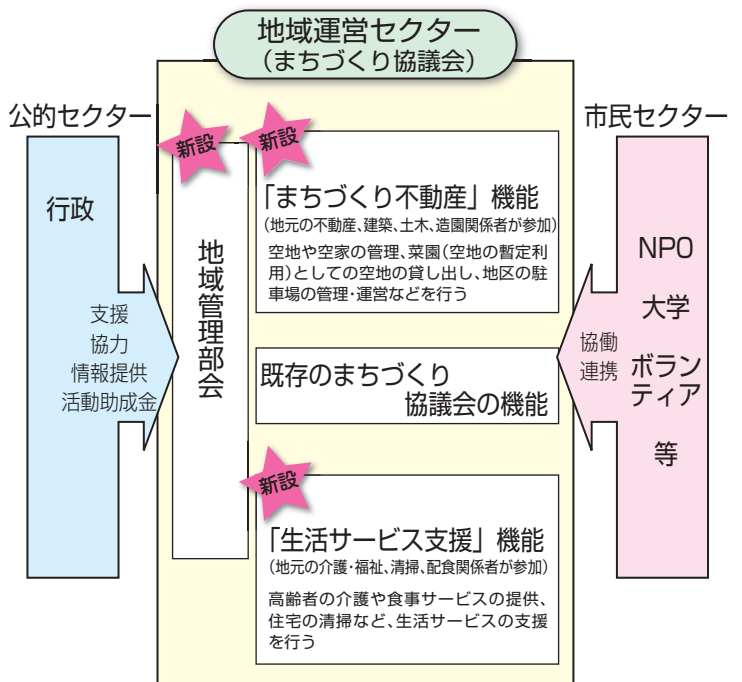 地域運営セクター
(まちづくり協議会)
公的セクター
行政
支援
協力
情報提供
活動助成金
新設
地域管理部会
新設
「まちづくり不動産」機能
(地元の不動産、建築、土木、造園関係者が参加)
空地や空家の管理、菜園(空地の暫定利
用)としての空地の貸し出し、地区の駐
車場の管理・運営などを行う
既存のまちづくり
協議会の機能
新設
「生活サービス支援」機能
(地元の介護・福祉、清掃、配食関係者が参加)
高齢者の介護や食事サービスの提供、
住宅の清掃など、生活サービスの支援
を行う
市民セクター
NPO
大学
ボラン
ティア
等
協働
連携